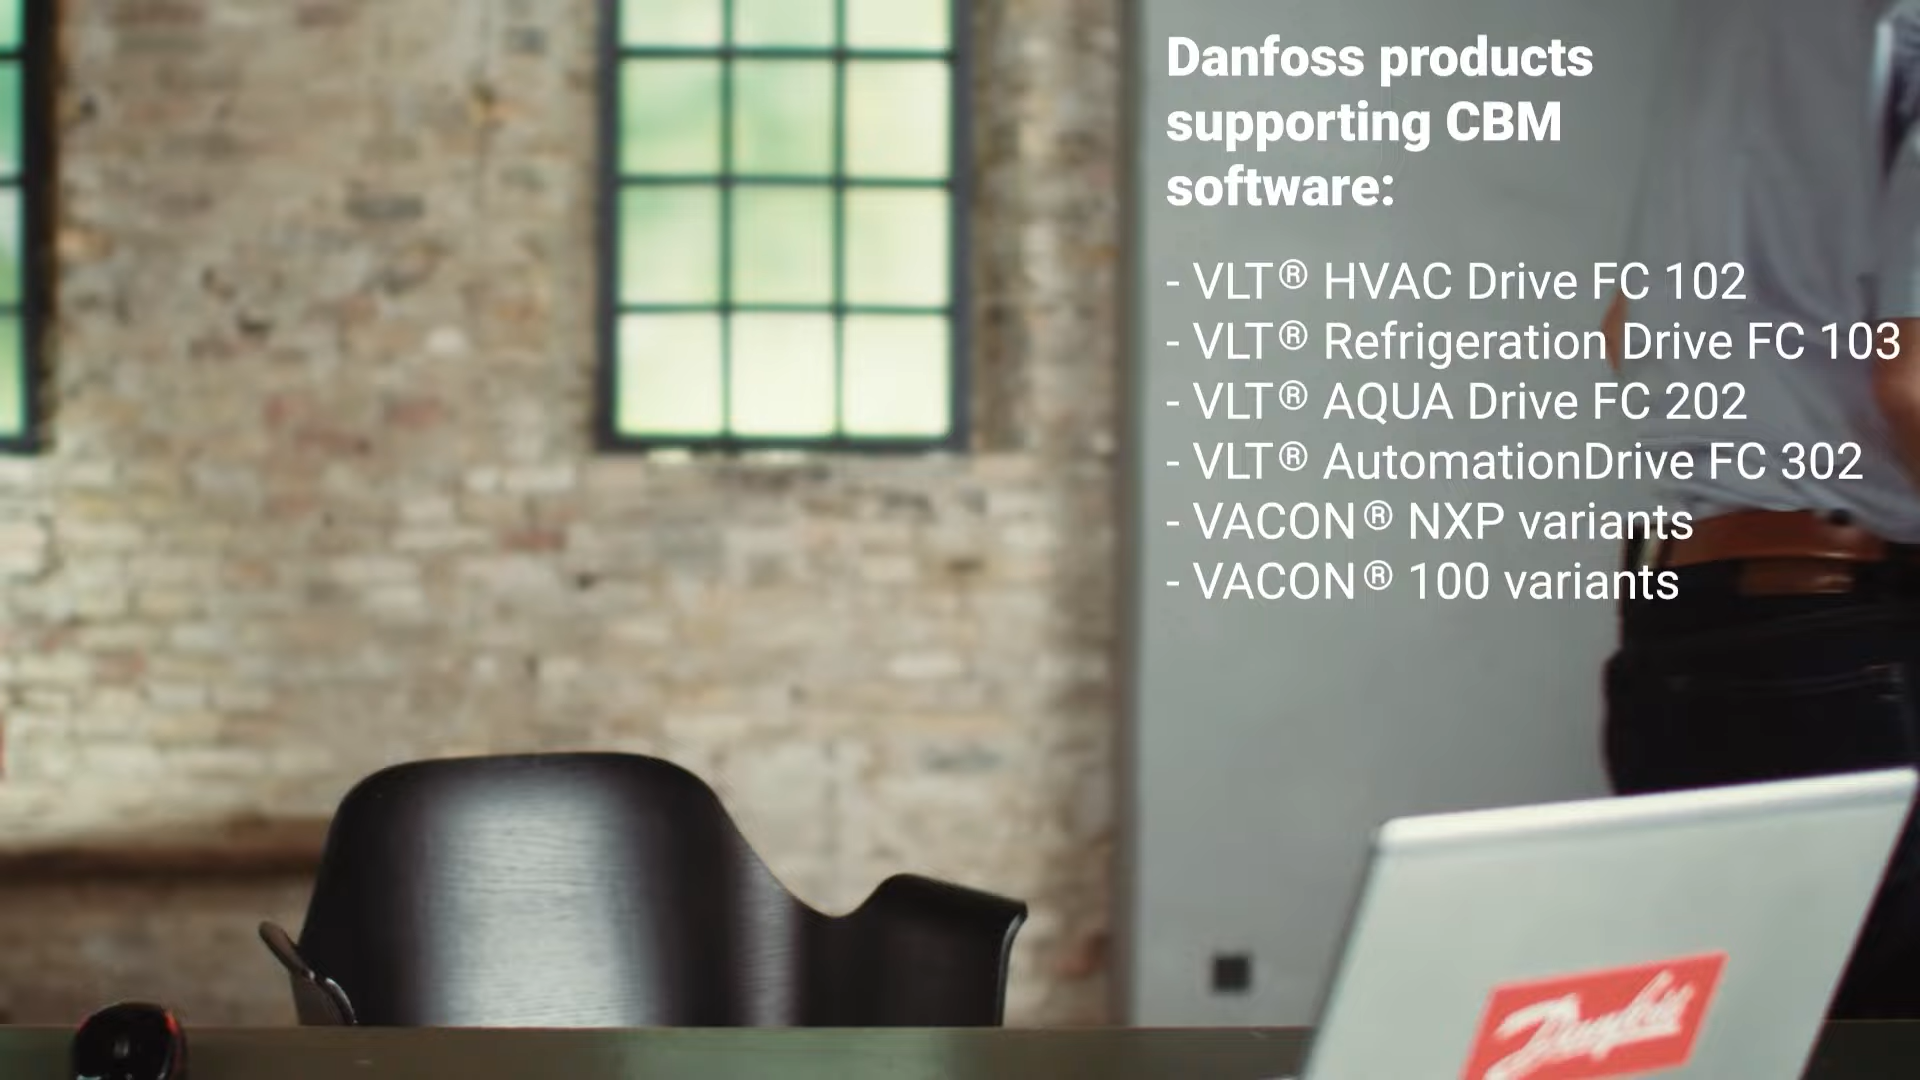 Danfoss products
supporting CBM
software:
- VLT® HVAC Drive FC 102
- VLT® Refrigeration Drive FC 103
- VLT® AQUA Drive FC 202
- VLT® AutomationDrive FC 302
- VACON® NXP variants
- VACON® 100 variants
Danfoss